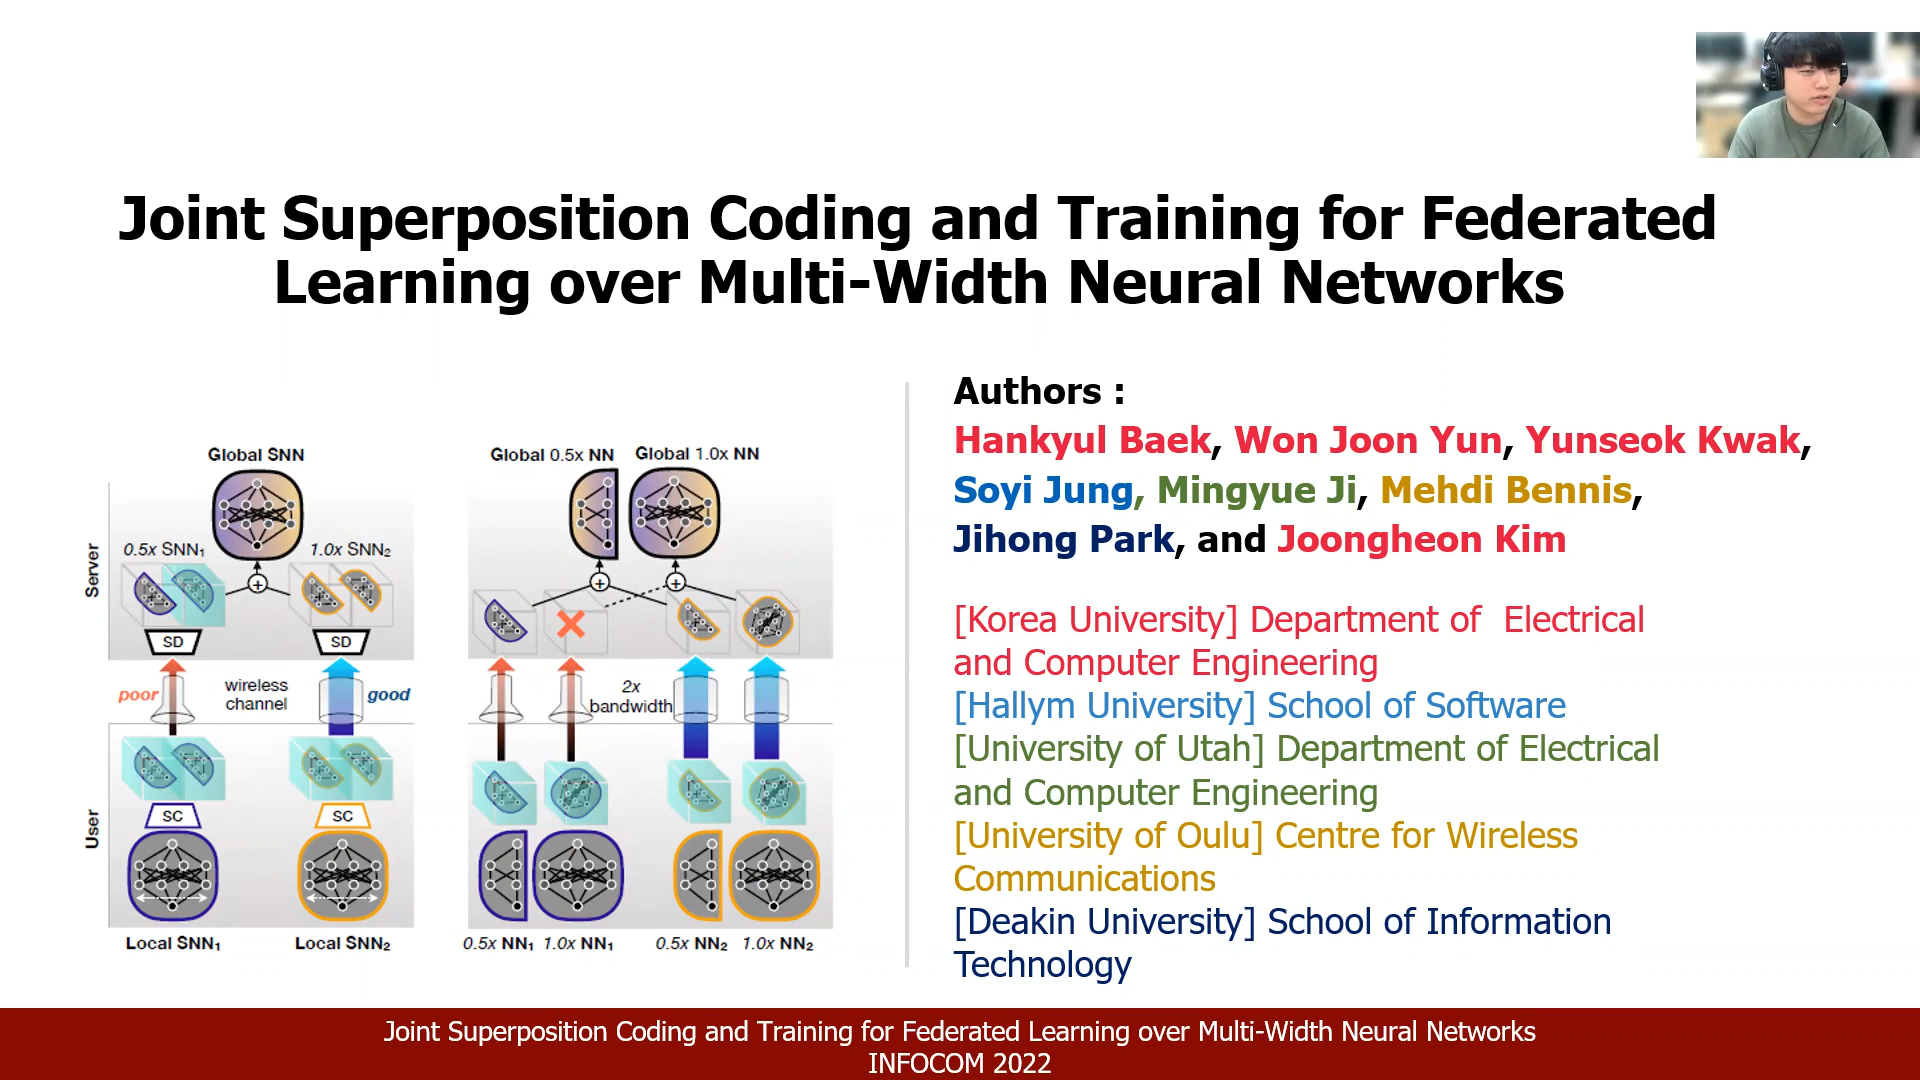 Joint Superposition Coding and Training for Federated
Learning over Multi-Width Neural Networks
Global SNN
0.5x SNN₁
1.0x SNN₂
Server
+
SD
SD
poor
wireless
channel
good
User
SC
SC
Local SNN₁
Local SNN₂
Global 0.5x NN
Global 1.0x NN
+
+
2x
bandwidth
0.5x NN₁
1.0x NN₁
0.5x NN₂
1.0x NN₂
Authors :
Hankyul Baek, Won Joon Yun, Yunseok Kwak,
Soyi Jung, Mingyue Ji, Mehdi Bennis,
Jihong Park, and Joongheon Kim
[Korea University] Department of Electrical
and Computer Engineering
[Hallym University] School of Software
[University of Utah] Department of Electrical
and Computer Engineering
[University of Oulu] Centre for Wireless
Communications
[Deakin University] School of Information
Technology
Joint Superposition Coding and Training for Federated Learning over Multi-Width Neural Networks
INFOCOM 2022